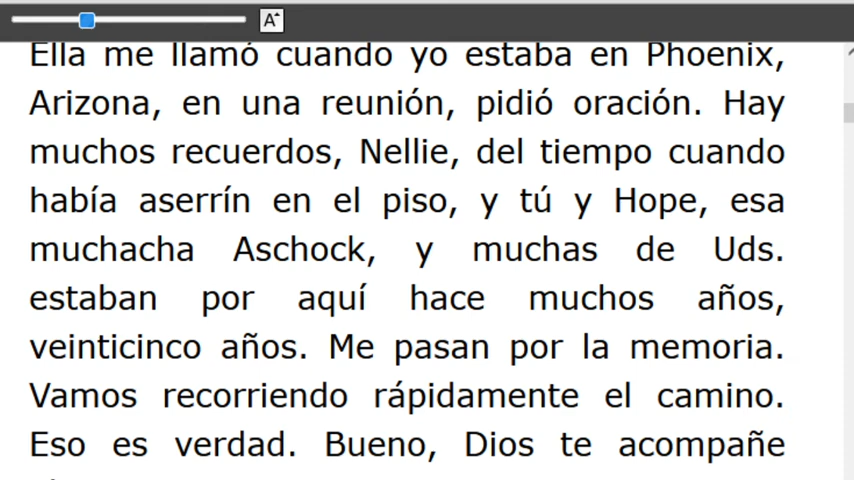 A
Ella me llamó cuando yo estaba en Phoenix,
Arizona, en una reunión, pidió oración. Hay
muchos recuerdos, Nellie, del tiempo cuando
había aserrín en el piso, y tú y Hope, esa
muchacha Aschock, y muchas de Uds.
estaban por aquí hace muchos años,
veinticinco años. Me pasan por la memoria.
Vamos recorriendo rápidamente el camino.
Eso es verdad. Bueno, Dios te acompañe